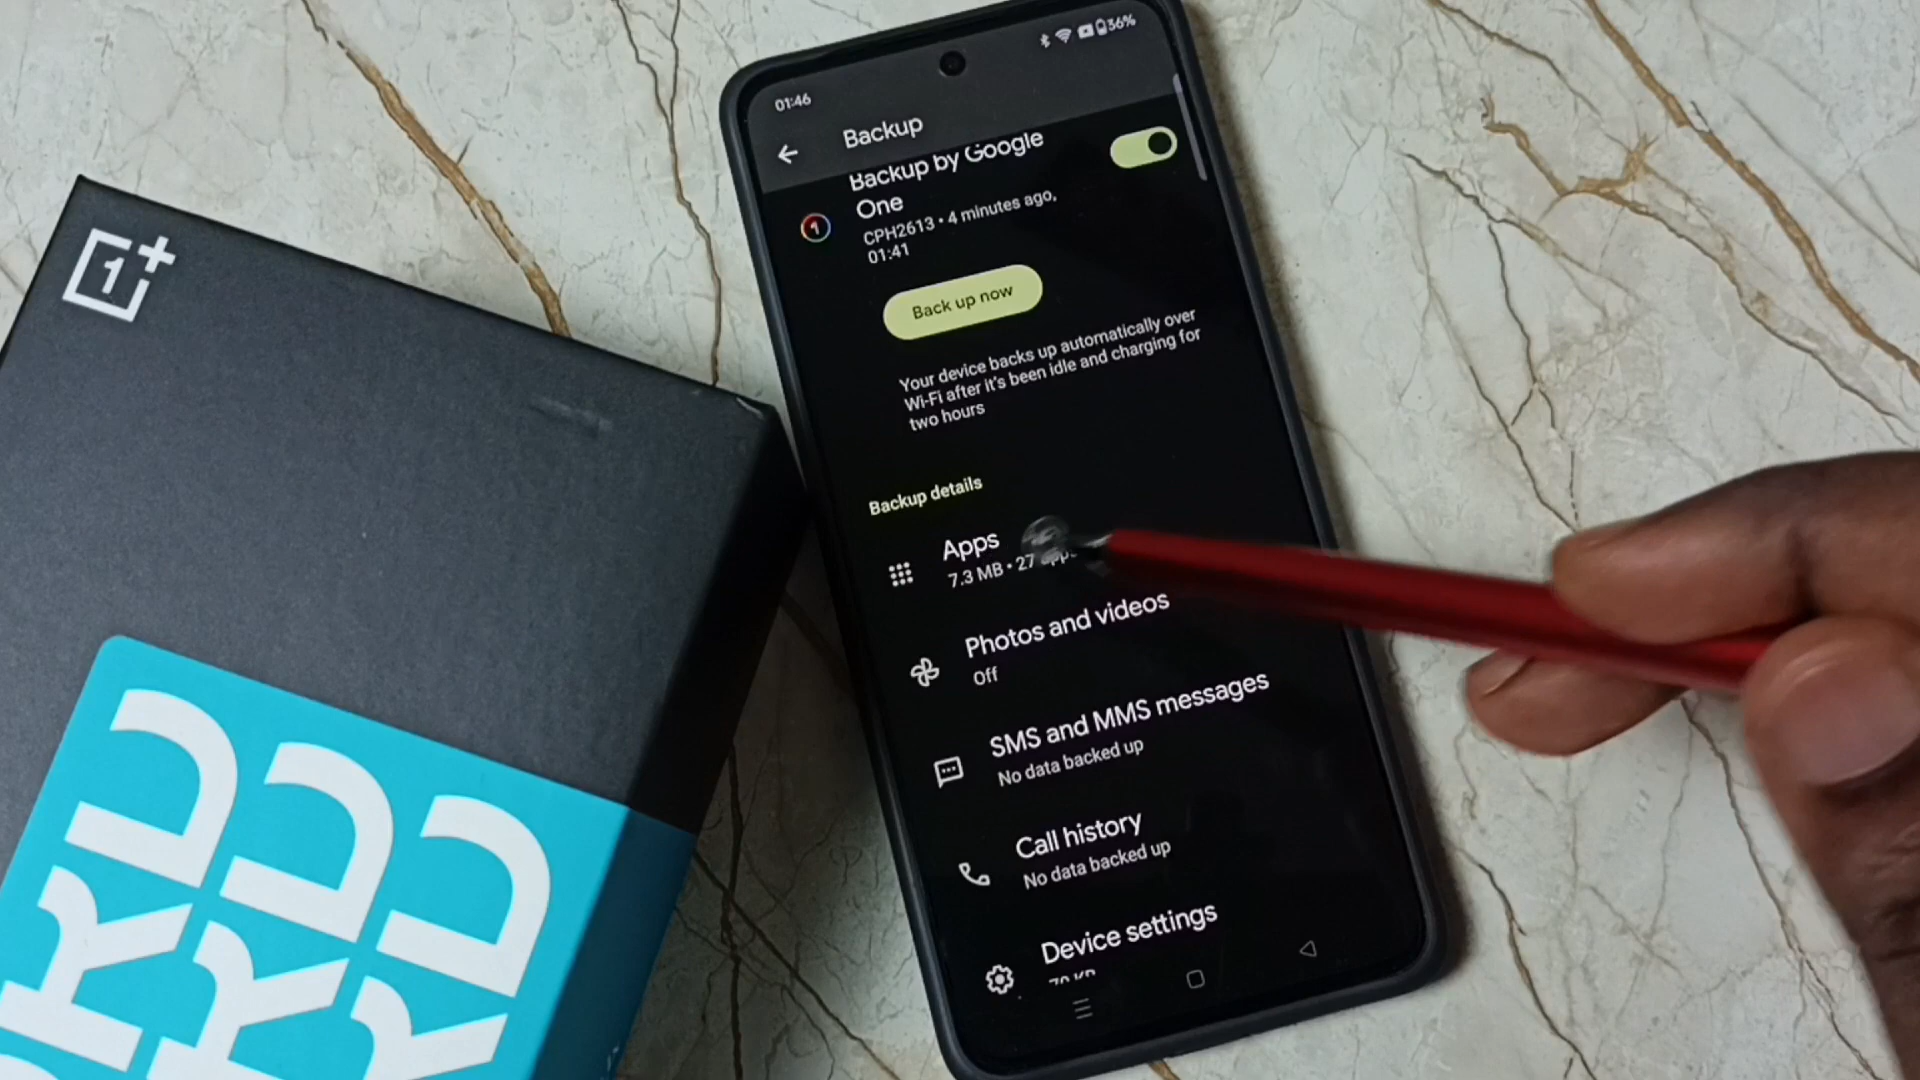 01:46
36%
Backup
Backup by Google
One
CPH2613 • 4 minutes ago,
01:41
Back up now
Your device backs up automatically over
Wi-Fi after it's been idle and charging for
two hours
Backup details
Apps
7.3 MB • 27 apps
Photos and videos
Off
SMS and MMS messages
No data backed up
Call history
No data backed up
Device settings
1+